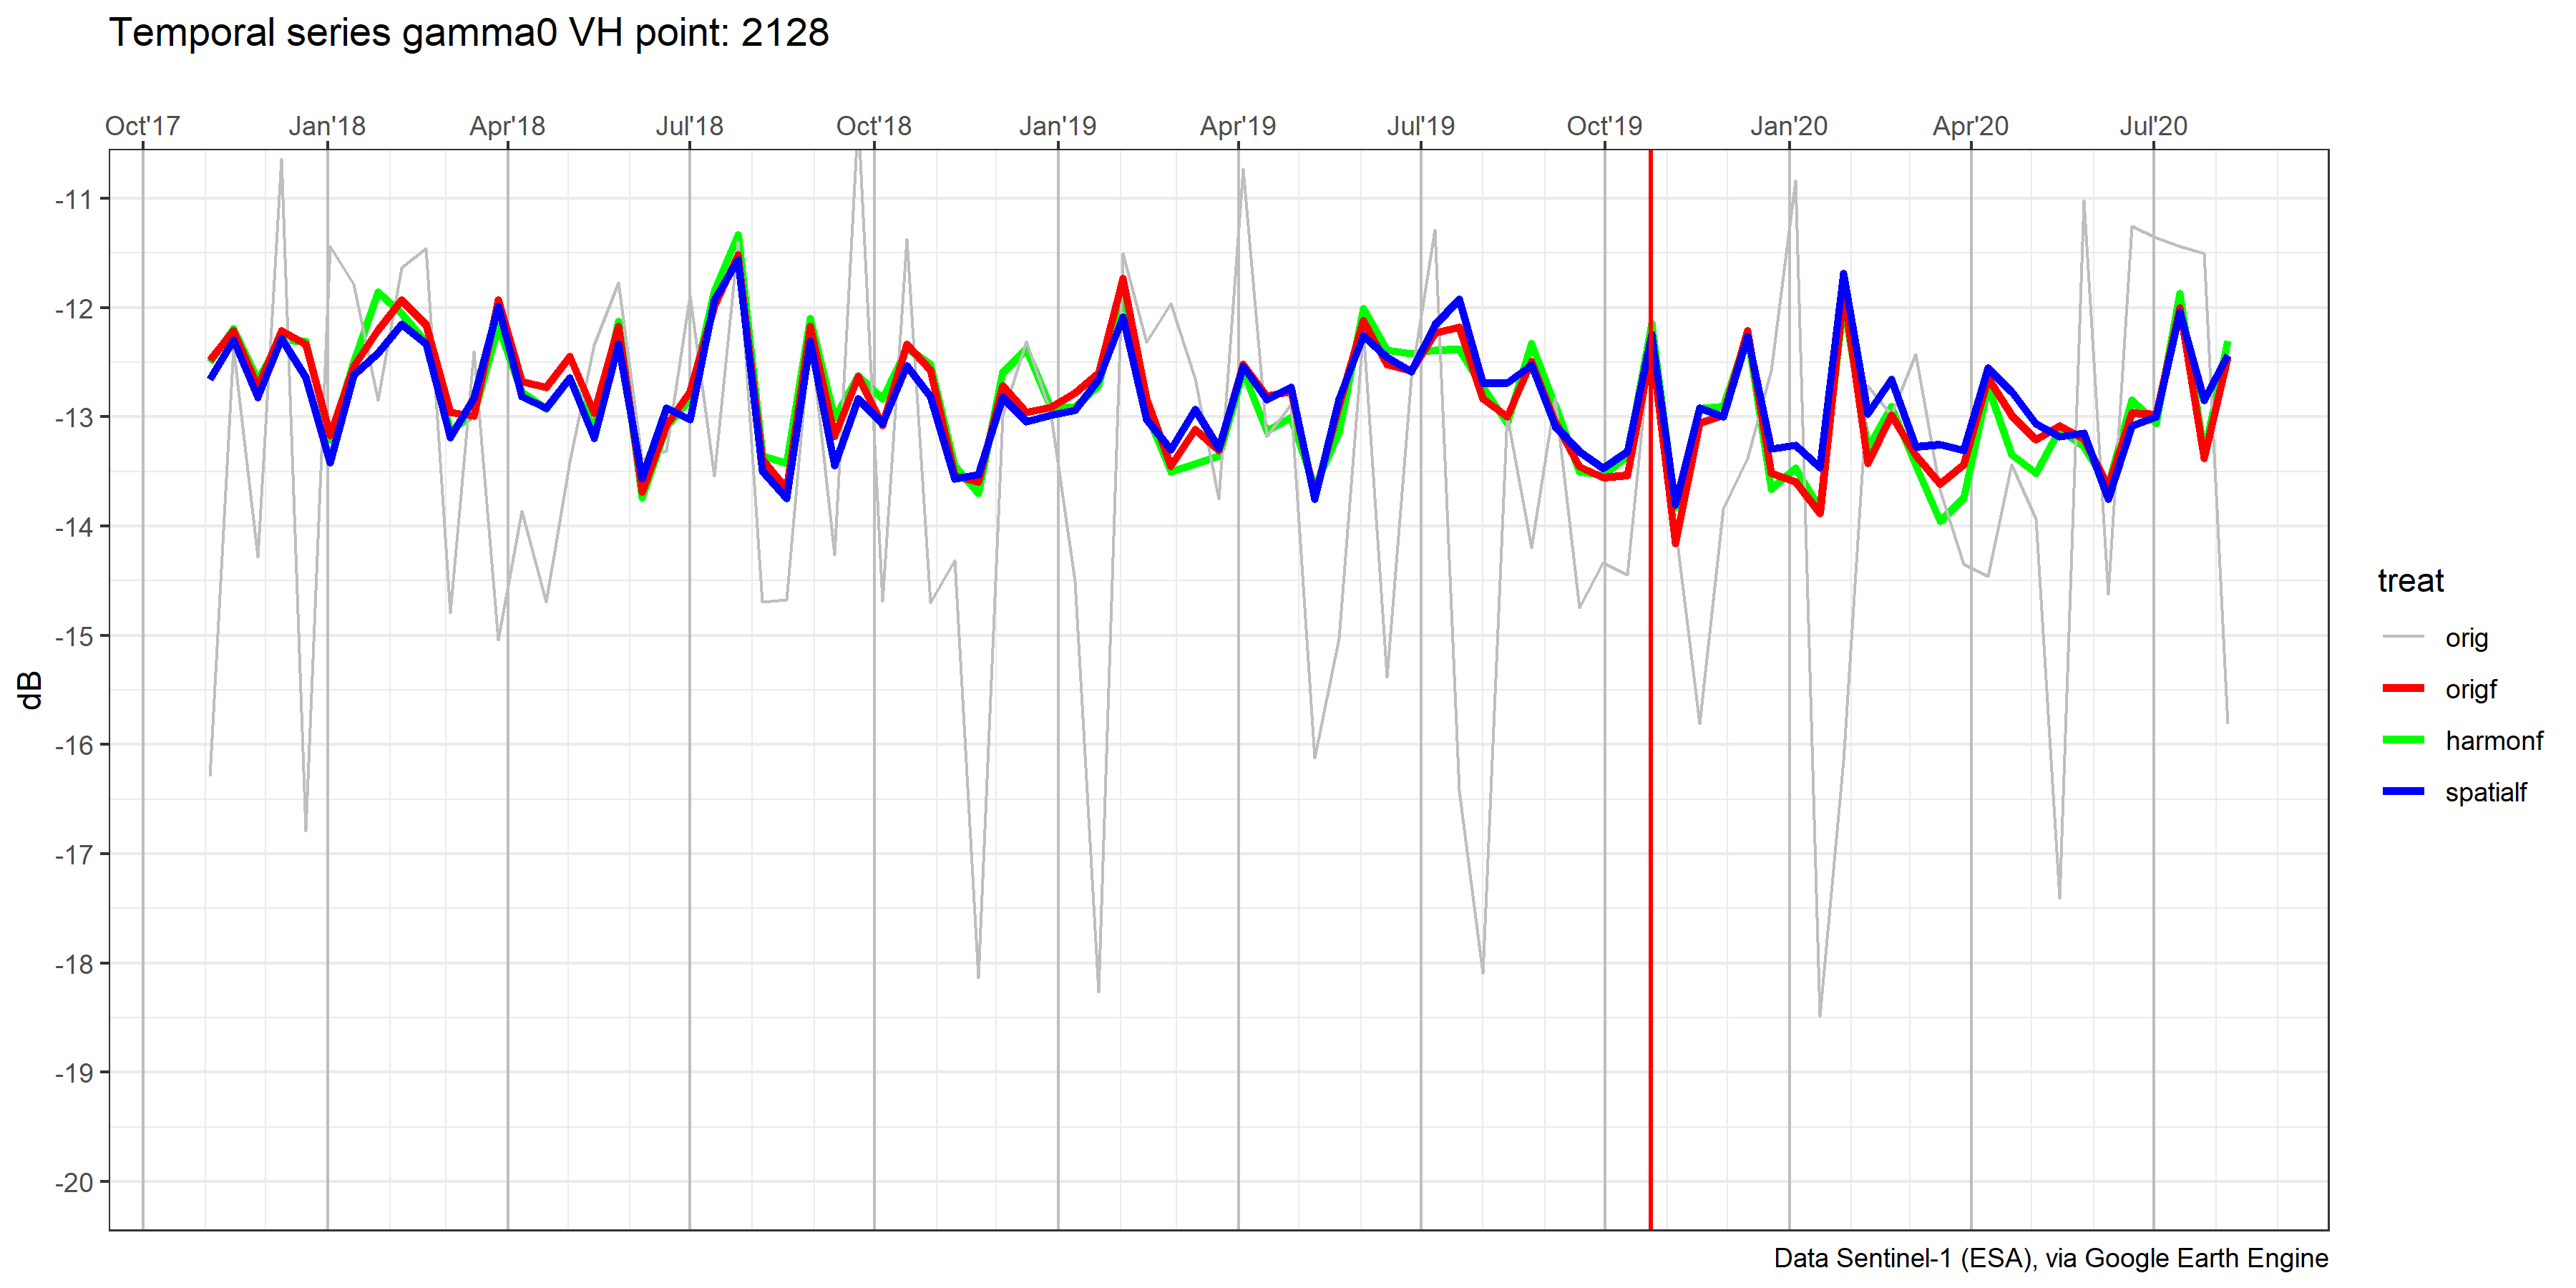 Temporal series gamma0 VH point: 2128
Oct'17 Jan'18 Apr'18 Jul'18 Oct'18 Jan'19 Apr'19 Jul'19 Oct'19 Jan'20 Apr'20 Jul'20
-11
-12
-13
-14
-15
-16
-17
-18
-19
-20
dB
treat
orig
origf
harmonf
spatialf
Data Sentinel-1 (ESA), via Google Earth Engine